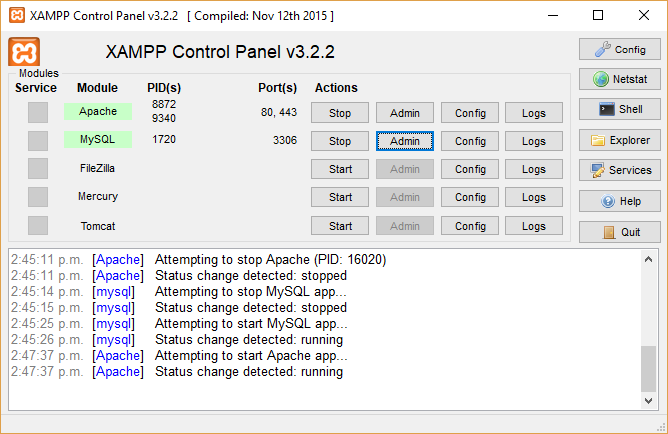 XAMPP Control Panel v3.2.2 [ Compiled: Nov 12th 2015 ]
XAMPP Control Panel v3.2.2
Config
Modules
Service Module PID(s) Port(s) Actions
Netstat
Apache 8872 9340 80, 443 Stop Admin Config Logs
Shell
MySQL 1720 3306 Stop Admin Config Logs
Explorer
FileZilla Start Admin Config Logs
Services
Mercury Start Admin Config Logs
Help
Tomcat Start Admin Config Logs
Quit
2:45:11 p.m. [Apache] Attempting to stop Apache (PID: 16020)
2:45:11 p.m. [Apache] Status change detected: stopped
2:45:14 p.m. [mysql] Attempting to stop MySQL app...
2:45:15 p.m. [mysql] Status change detected: stopped
2:45:25 p.m. [mysql] Attempting to start MySQL app...
2:45:26 p.m. [mysql] Status change detected: running
2:47:37 p.m. [Apache] Attempting to start Apache app...
2:47:37 p.m. [Apache] Status change detected: running